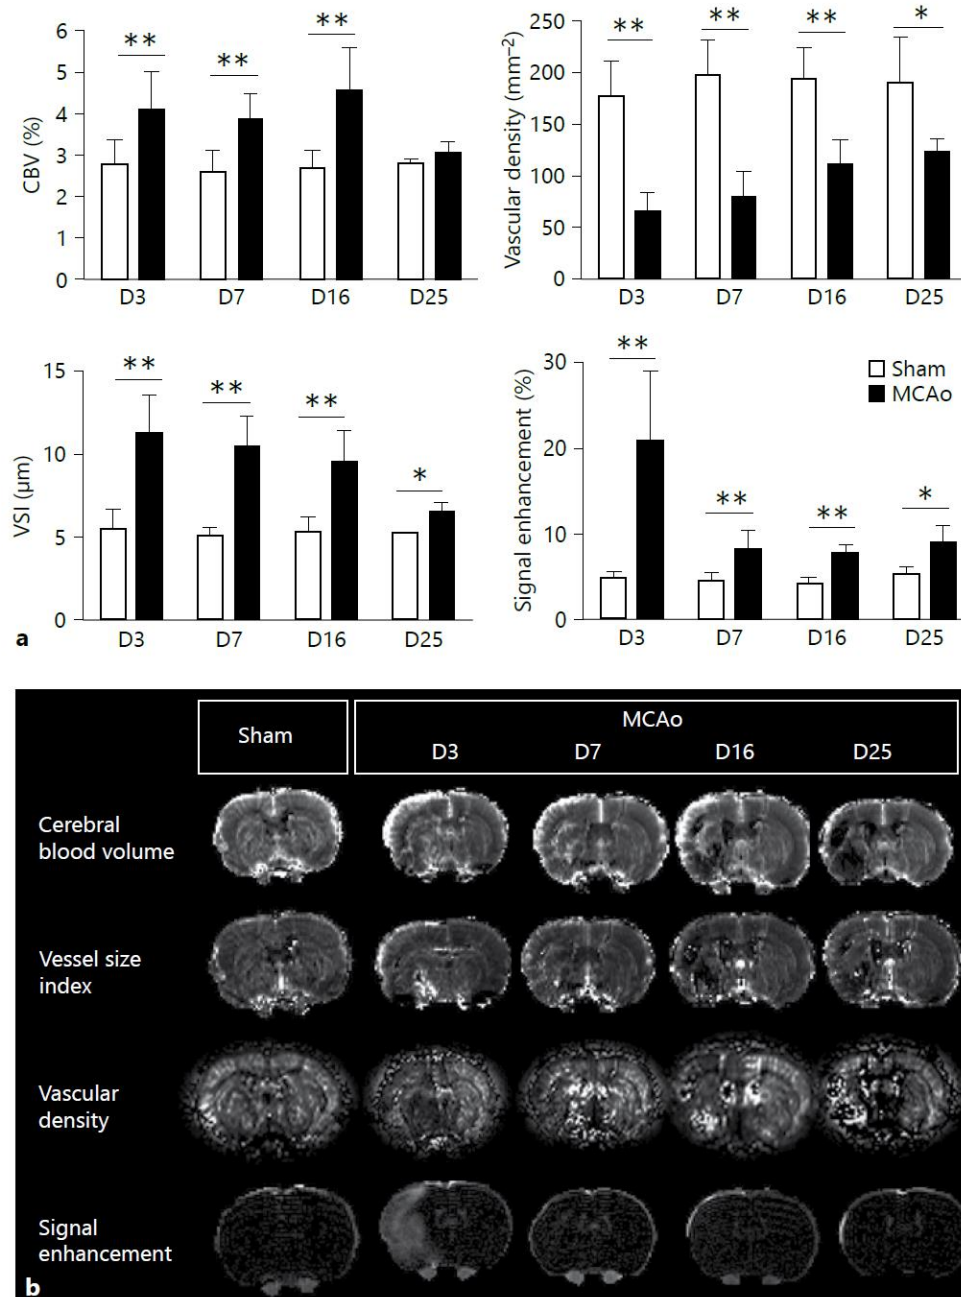 6
5
4
3
2
1
0
CBV (%)
**
**
**
D3 D7 D16 D25
250
200
150
100
50
0
Vascular density (mm⁻²)
**
**
**
*
D3 D7 D16 D25
15
10
5
0
VSI (µm)
**
**
**
*
D3 D7 D16 D25
30
20
10
0
Signal enhancement (%)
**
**
**
*
Sham
MCAo
D3 D7 D16 D25
a
Sham
MCAo
D3 D7 D16 D25
Cerebral
blood volume
Vessel size
index
Vascular
density
Signal
enhancement
b